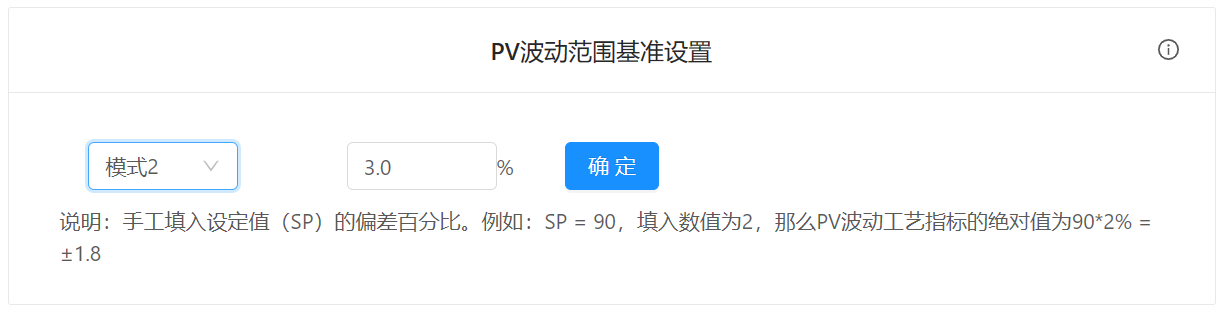 PV波动范围基准设置
模式2 3.0 % 确 定
说明：手工填入设定值（SP）的偏差百分比。例如：SP = 90，填入数值为2，那么PV波动工艺指标的绝对值为90*2% =
±1.8